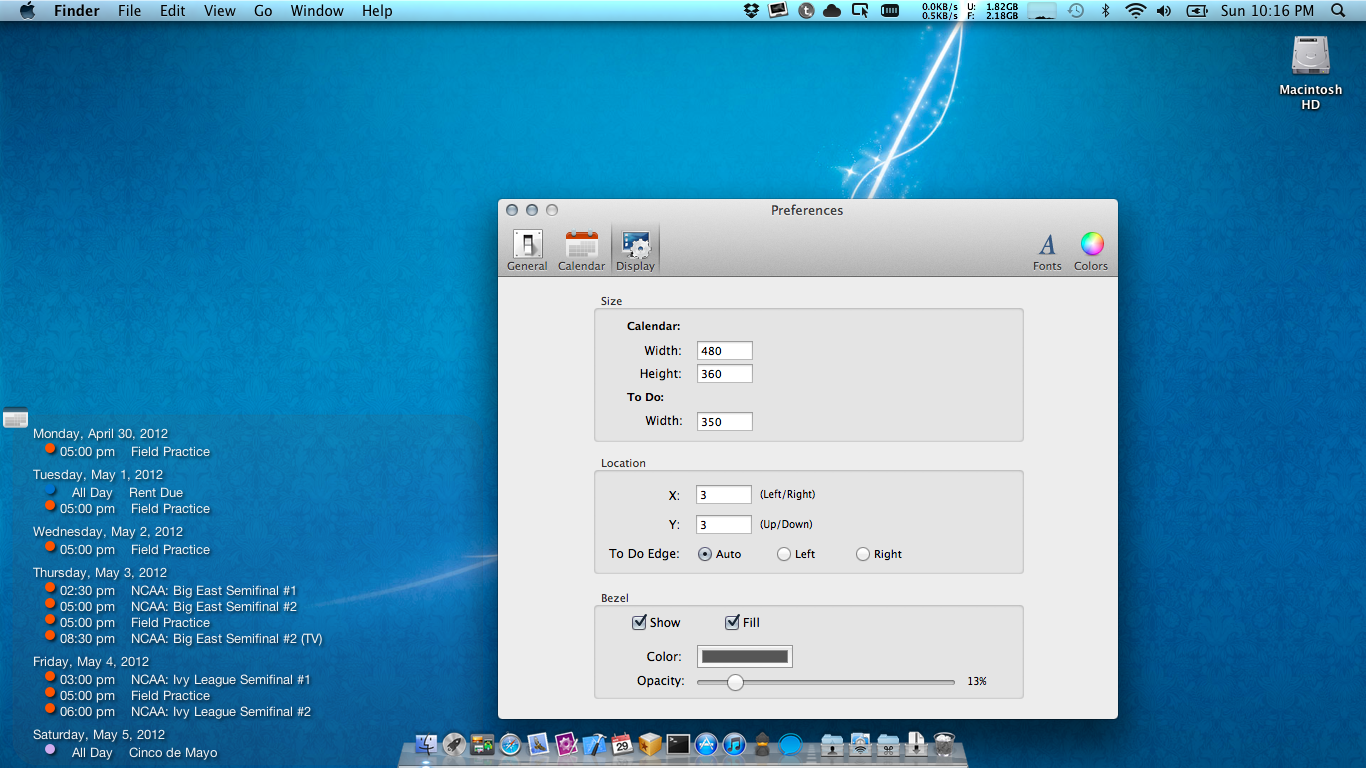 Finder File Edit View Go Window Help 0.0KB/s U: 1.82GB Sun 10:16 PM
0.5KB/s F: 2.18GB
Macintosh
HD
Monday, April 30, 2012
05:00 pm Field Practice
Tuesday, May 1, 2012
All Day Rent Due
05:00 pm Field Practice
Wednesday, May 2, 2012
05:00 pm Field Practice
Thursday, May 3, 2012
02:30 pm NCAA: Big East Semifinal #1
05:00 pm NCAA: Big East Semifinal #2
05:00 pm Field Practice
08:30 pm NCAA: Big East Semifinal #2 (TV)
Friday, May 4, 2012
03:00 pm NCAA: Ivy League Semifinal #1
05:00 pm Field Practice
06:00 pm NCAA: Ivy League Semifinal #2
Saturday, May 5, 2012
All Day Cinco de Mayo
Preferences
General Calendar Display Fonts Colors
Size
Calendar:
Width: 480
Height: 360
To Do:
Width: 350
Location
X: 3 (Left/Right)
Y: 3 (Up/Down)
To Do Edge: Auto Left Right
Bezel
Show Fill
Color:
Opacity: 13%
29